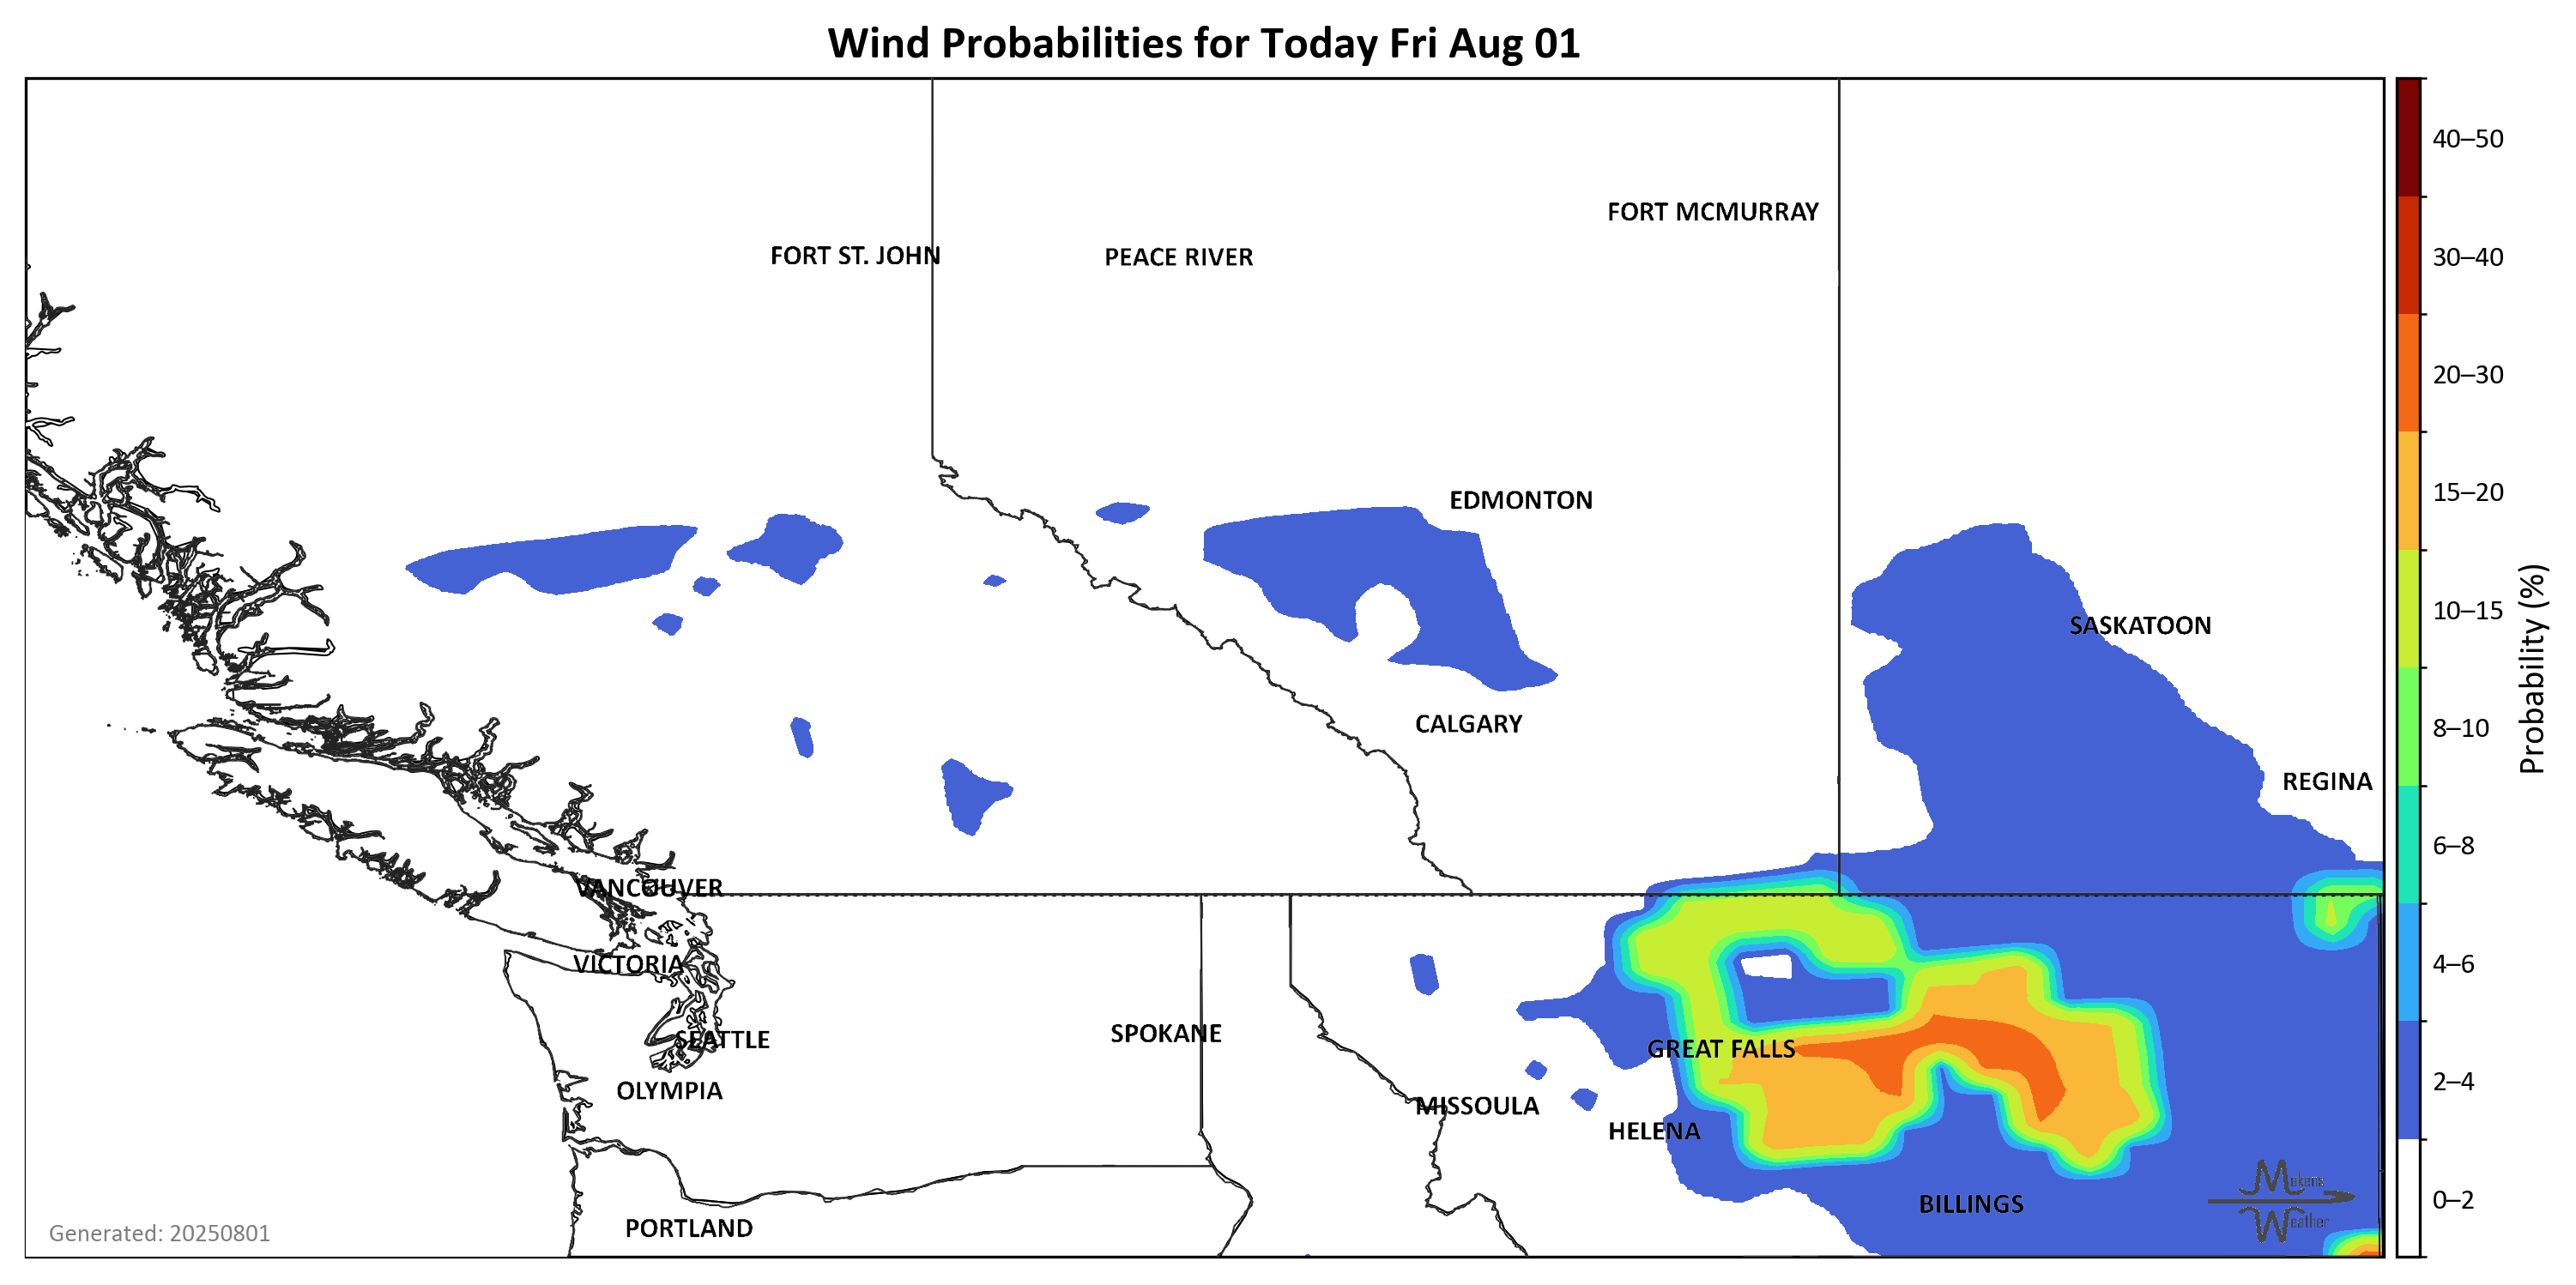 Wind Probabilities for Today Fri Aug 01
40–50
FORT MCMURRAY
FORT ST. JOHN
PEACE RIVER
30–40
20–30
EDMONTON
15–20
SASKATOON
10–15
CALGARY
8–10
Probability (%)
REGINA
6–8
VANCOUVER
VICTORIA
4–6
SEATTLE
SPOKANE
GREAT FALLS
OLYMPIA
2–4
MISSOULA
HELENA
Mokens
Weather
BILLINGS
0–2
PORTLAND
Generated: 20250801